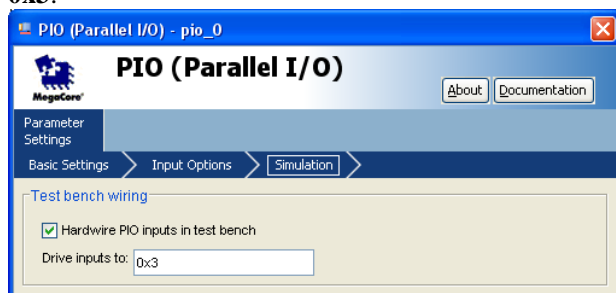 0x3.
PIO (Parallel I/O) - pio_0
MegaCore'
PIO (Parallel I/O)
About Documentation
Parameter
Settings
Basic Settings Input Options Simulation
Test bench wiring
Hardwire PIO inputs in test bench
Drive inputs to: 0x3